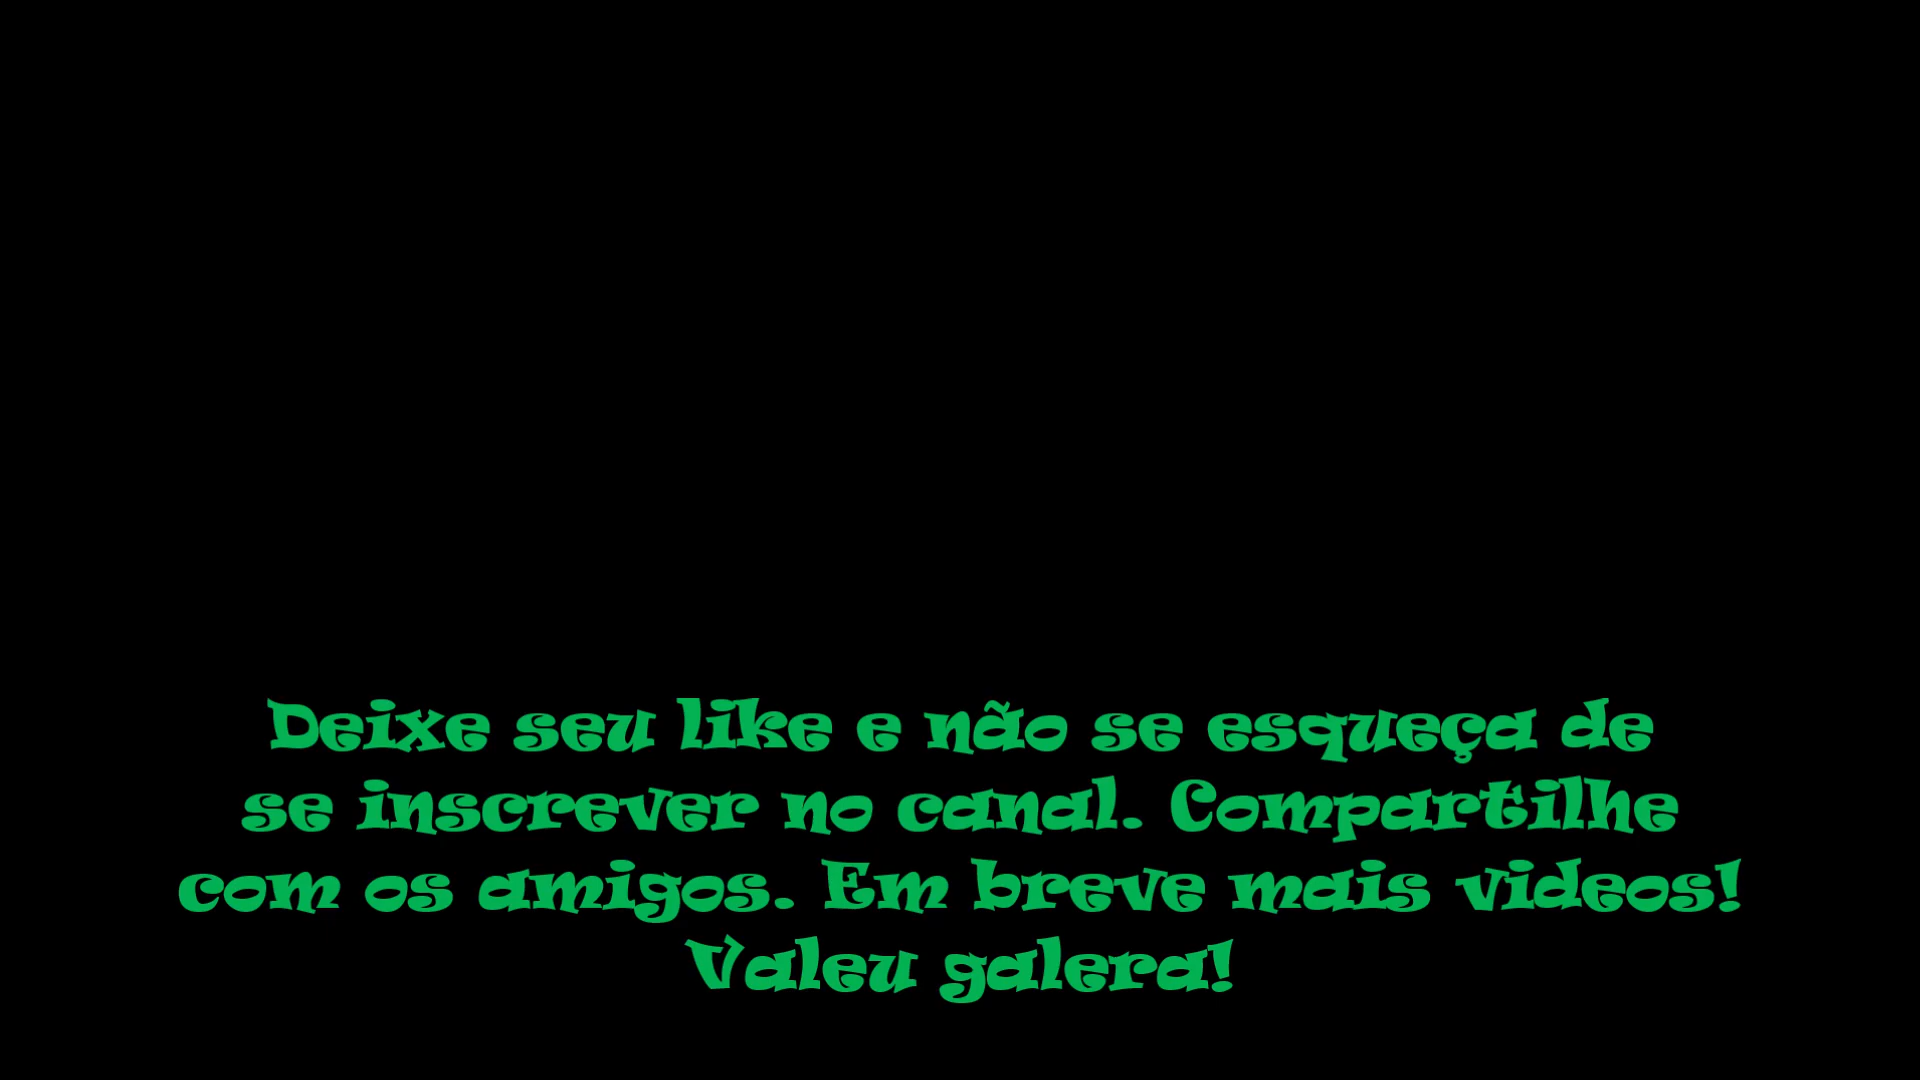 Deixe seu like e não se esqueça de
se inscrever no canal. Compartilhe
com os amigos. Em breve mais videos!
Valeu galera!